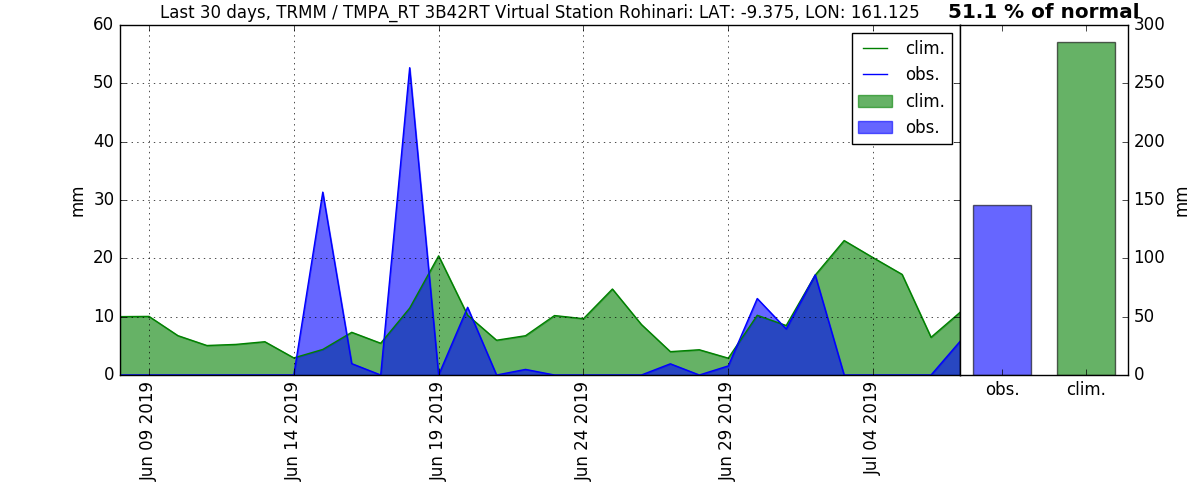 Last 30 days, TRMM / TMPA_RT 3B42RT Virtual Station Rohinari: LAT: -9.375, LON: 161.125
51.1 % of normal
60
50
40
30
20
10
0
mm
clim.
obs.
clim.
obs.
Jun 09 2019
Jun 14 2019
Jun 19 2019
Jun 24 2019
Jun 29 2019
Jul 04 2019
300
250
200
150
100
50
0
mm
obs.
clim.